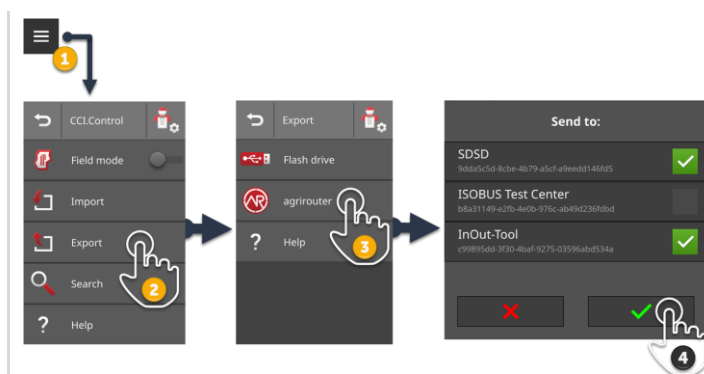 1
CCI.Control
Field mode
Import
Export
2
Search
Help
Export
Flash drive
AR agrirouter
3
? Help
Send to:
SDSD
9dda5c5d-8cbe-4b79-a5cf-a9eedd146fd5
ISOBUS Test Center
b8a31149-e2fb-4e0b-976c-ab49d236fdbd
InOut-Tool
c99895dd-3f30-4baf-9275-03596abd534a
4